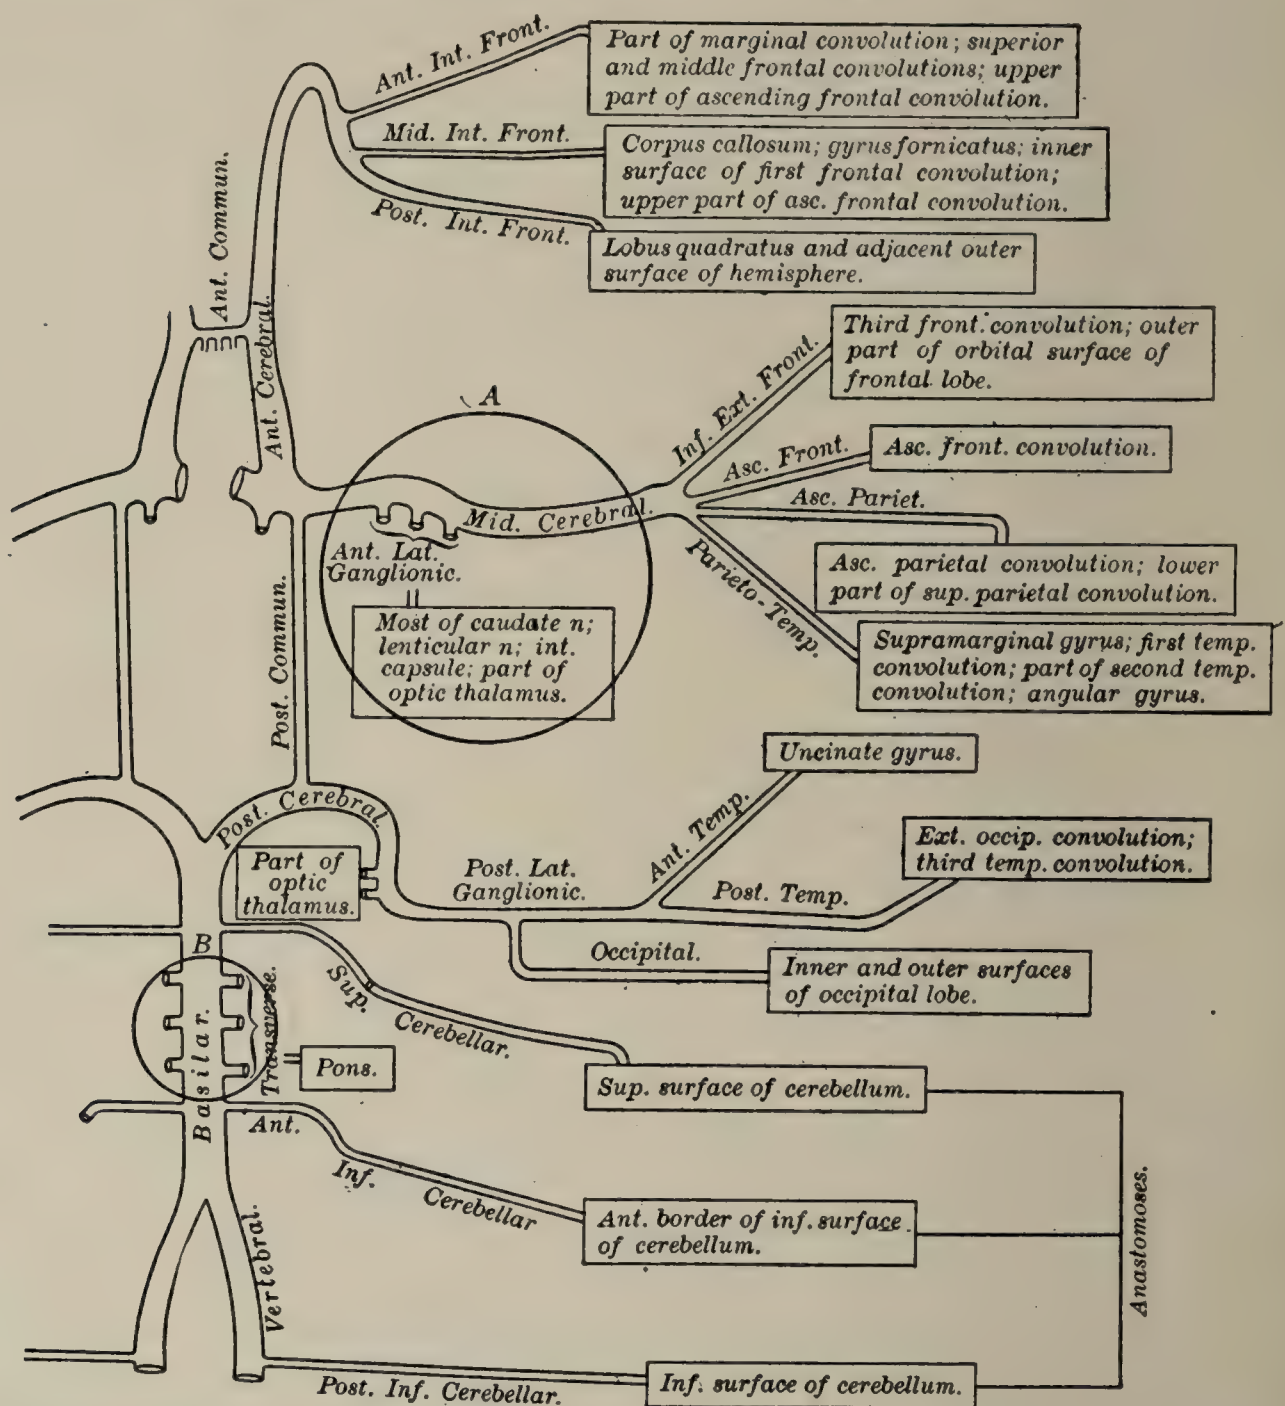 Ant. Int. Front.
Part of marginal convolution; superior
and middle frontal convolutions; upper
part of ascending frontal convolution.
Mid. Int. Front.
Corpus callosum; gyrus fornicatus; inner
surface of first frontal convolution;
upper part of asc. frontal convolution.
Post. Int. Front.
Lobus quadratus and adjacent outer
surface of hemisphere.
Ant. Commun.
Ant. Cerebral.
A
Inf. Ext. Front.
Third front. convolution; outer
part of orbital surface of
frontal lobe.
Asc. Front.
Asc. front. convolution.
Asc. Pariet.
Asc. parietal convolution; lower
part of sup. parietal convolution.
Mid. Cerebral.
Parieto-Temp.
Supramarginal gyrus; first temp.
convolution; part of second temp.
convolution; angular gyrus.
Ant. Lat.
Ganglionic.
Most of caudate n;
lenticular n; int.
capsule; part of
optic thalamus.
Post. Commun.
Post. Cerebral.
Part of
optic
thalamus.
Post. Lat.
Ganglionic.
Ant. Temp.
Uncinate gyrus.
Post. Temp.
Ext. occip. convolution;
third temp. convolution.
Occipital.
Inner and outer surfaces
of occipital lobe.
B
Basilar.
Transverse.
Pons.
Sup. Cerebellar.
Sup. surface of cerebellum.
Ant. Inf. Cerebellar
Ant. border of inf. surface
of cerebellum.
Anastomoses.
Vertebral.
Post. Inf. Cerebellar.
Inf. surface of cerebellum.